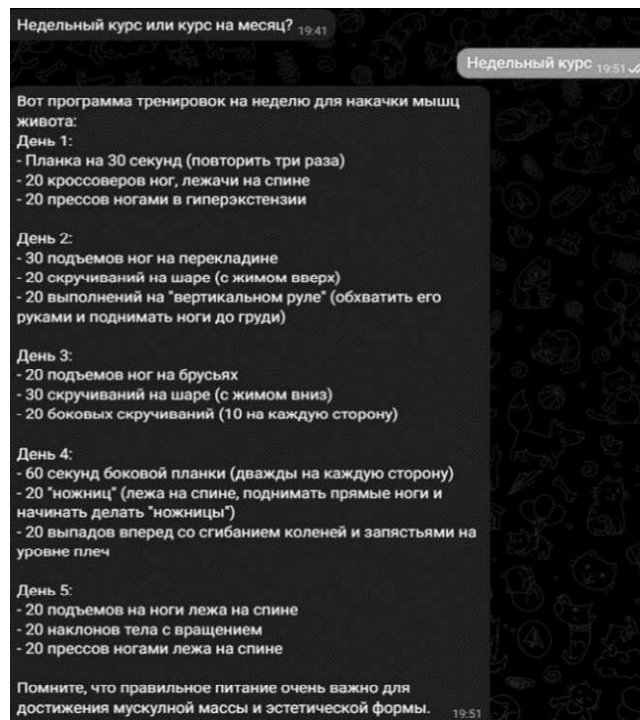 Недельный курс или курс на месяц? 19:41
Недельный курс 19:51
Вот программа тренировок на неделю для накачки мышц
живота:
День 1:
- Планка на 30 секунд (повторить три раза)
- 20 кроссоверов ног, лежачи на спине
- 20 прессов ногами в гиперэкстензии
День 2:
- 30 подъемов ног на перекладине
- 20 скручиваний на шаре (с жимом вверх)
- 20 выполнений на "вертикальном руле" (обхватить его
руками и поднимать ноги до груди)
День 3:
- 20 подъемов ног на брусьях
- 30 скручиваний на шаре (с жимом вниз)
- 20 боковых скручиваний (10 на каждую сторону)
День 4:
- 60 секунд боковой планки (дважды на каждую сторону)
- 20 "ножниц" (лежа на спине, поднимать прямые ноги и
начинать делать "ножницы")
- 20 выпадов вперед со сгибанием коленей и запястьями на
уровне плеч
День 5:
- 20 подъемов на ноги лежа на спине
- 20 наклонов тела с вращением
- 20 прессов ногами лежа на спине
Помните, что правильное питание очень важно для
достижения мускулной массы и эстетической формы. 19:51